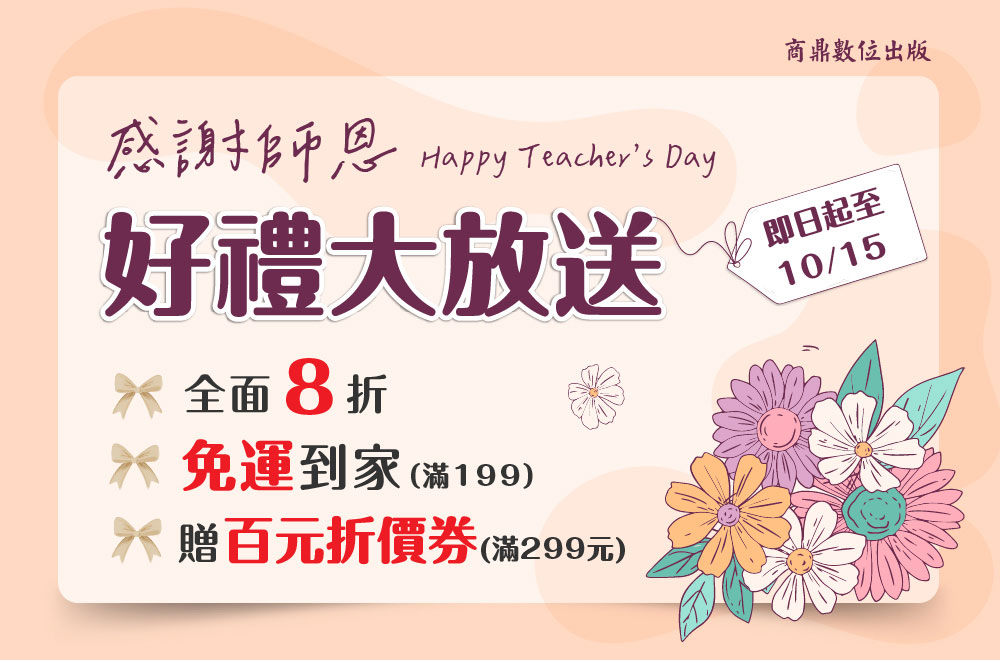 商鼎數位出版
感謝師恩 Happy Teacher's Day
好禮大放送
即日起至
10/15
全面8折
免運到家(滿199)
贈百元折價券(滿299元)